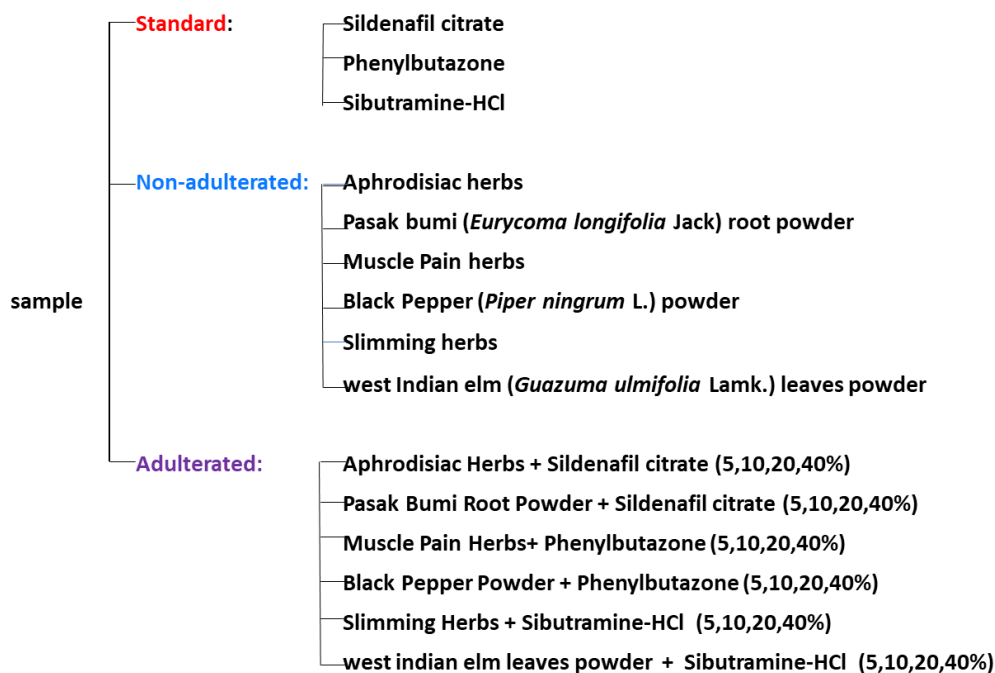 Standard:
Sildenafil citrate
Phenylbutazone
Sibutramine-HCl
Non-adulterated:
Aphrodisiac herbs
Pasak bumi (Eurycoma longifolia Jack) root powder
Muscle Pain herbs
sample
Black Pepper (Piper ningrum L.) powder
Slimming herbs
west Indian elm (Guazuma ulmifolia Lamk.) leaves powder
Adulterated:
Aphrodisiac Herbs + Sildenafil citrate (5,10,20,40%)
Pasak Bumi Root Powder + Sildenafil citrate (5,10,20,40%)
Muscle Pain Herbs+ Phenylbutazone (5,10,20,40%)
Black Pepper Powder + Phenylbutazone (5,10,20,40%)
Slimming Herbs + Sibutramine-HCl (5,10,20,40%)
west indian elm leaves powder + Sibutramine-HCl (5,10,20,40%)